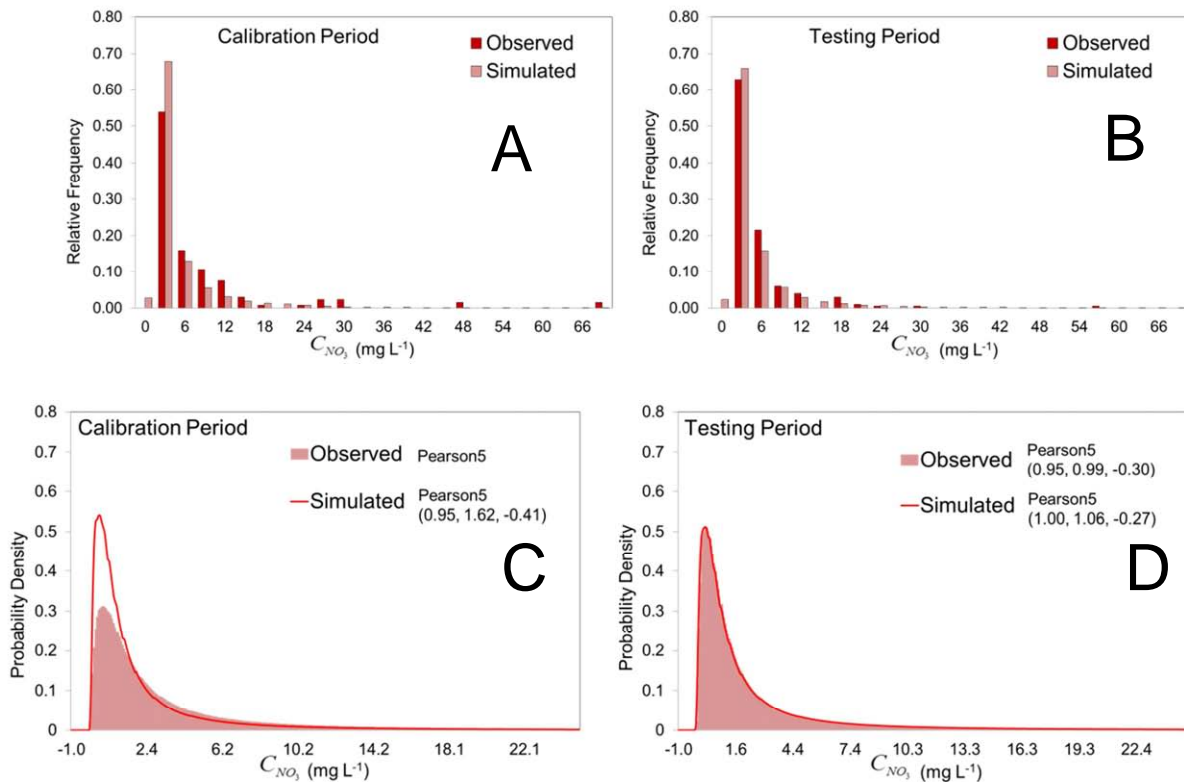 Calibration Period
Observed
Simulated
A
Relative Frequency
0.80
0.70
0.60
0.50
0.40
0.30
0.20
0.10
0.00
0 6 12 18 24 30 36 42 48 54 60 66
C_NO3 (mg L-1)
Testing Period
Observed
Simulated
B
Relative Frequency
0.80
0.70
0.60
0.50
0.40
0.30
0.20
0.10
0.00
0 6 12 18 24 30 36 42 48 54 60 66
C_NO3 (mg L-1)
Calibration Period
Observed Pearson5
Simulated Pearson5
(0.95, 1.62, -0.41)
C
Probability Density
0.8
0.7
0.6
0.5
0.4
0.3
0.2
0.1
0
-1.0 2.4 6.2 10.2 14.2 18.1 22.1
C_NO3 (mg L-1)
Testing Period
Observed Pearson5
(0.95, 0.99, -0.30)
Simulated Pearson5
(1.00, 1.06, -0.27)
D
Probability Density
0.8
0.7
0.6
0.5
0.4
0.3
0.2
0.1
0
-1.0 1.6 4.4 7.4 10.3 13.3 16.3 19.3 22.4
C_NO3 (mg L-1)